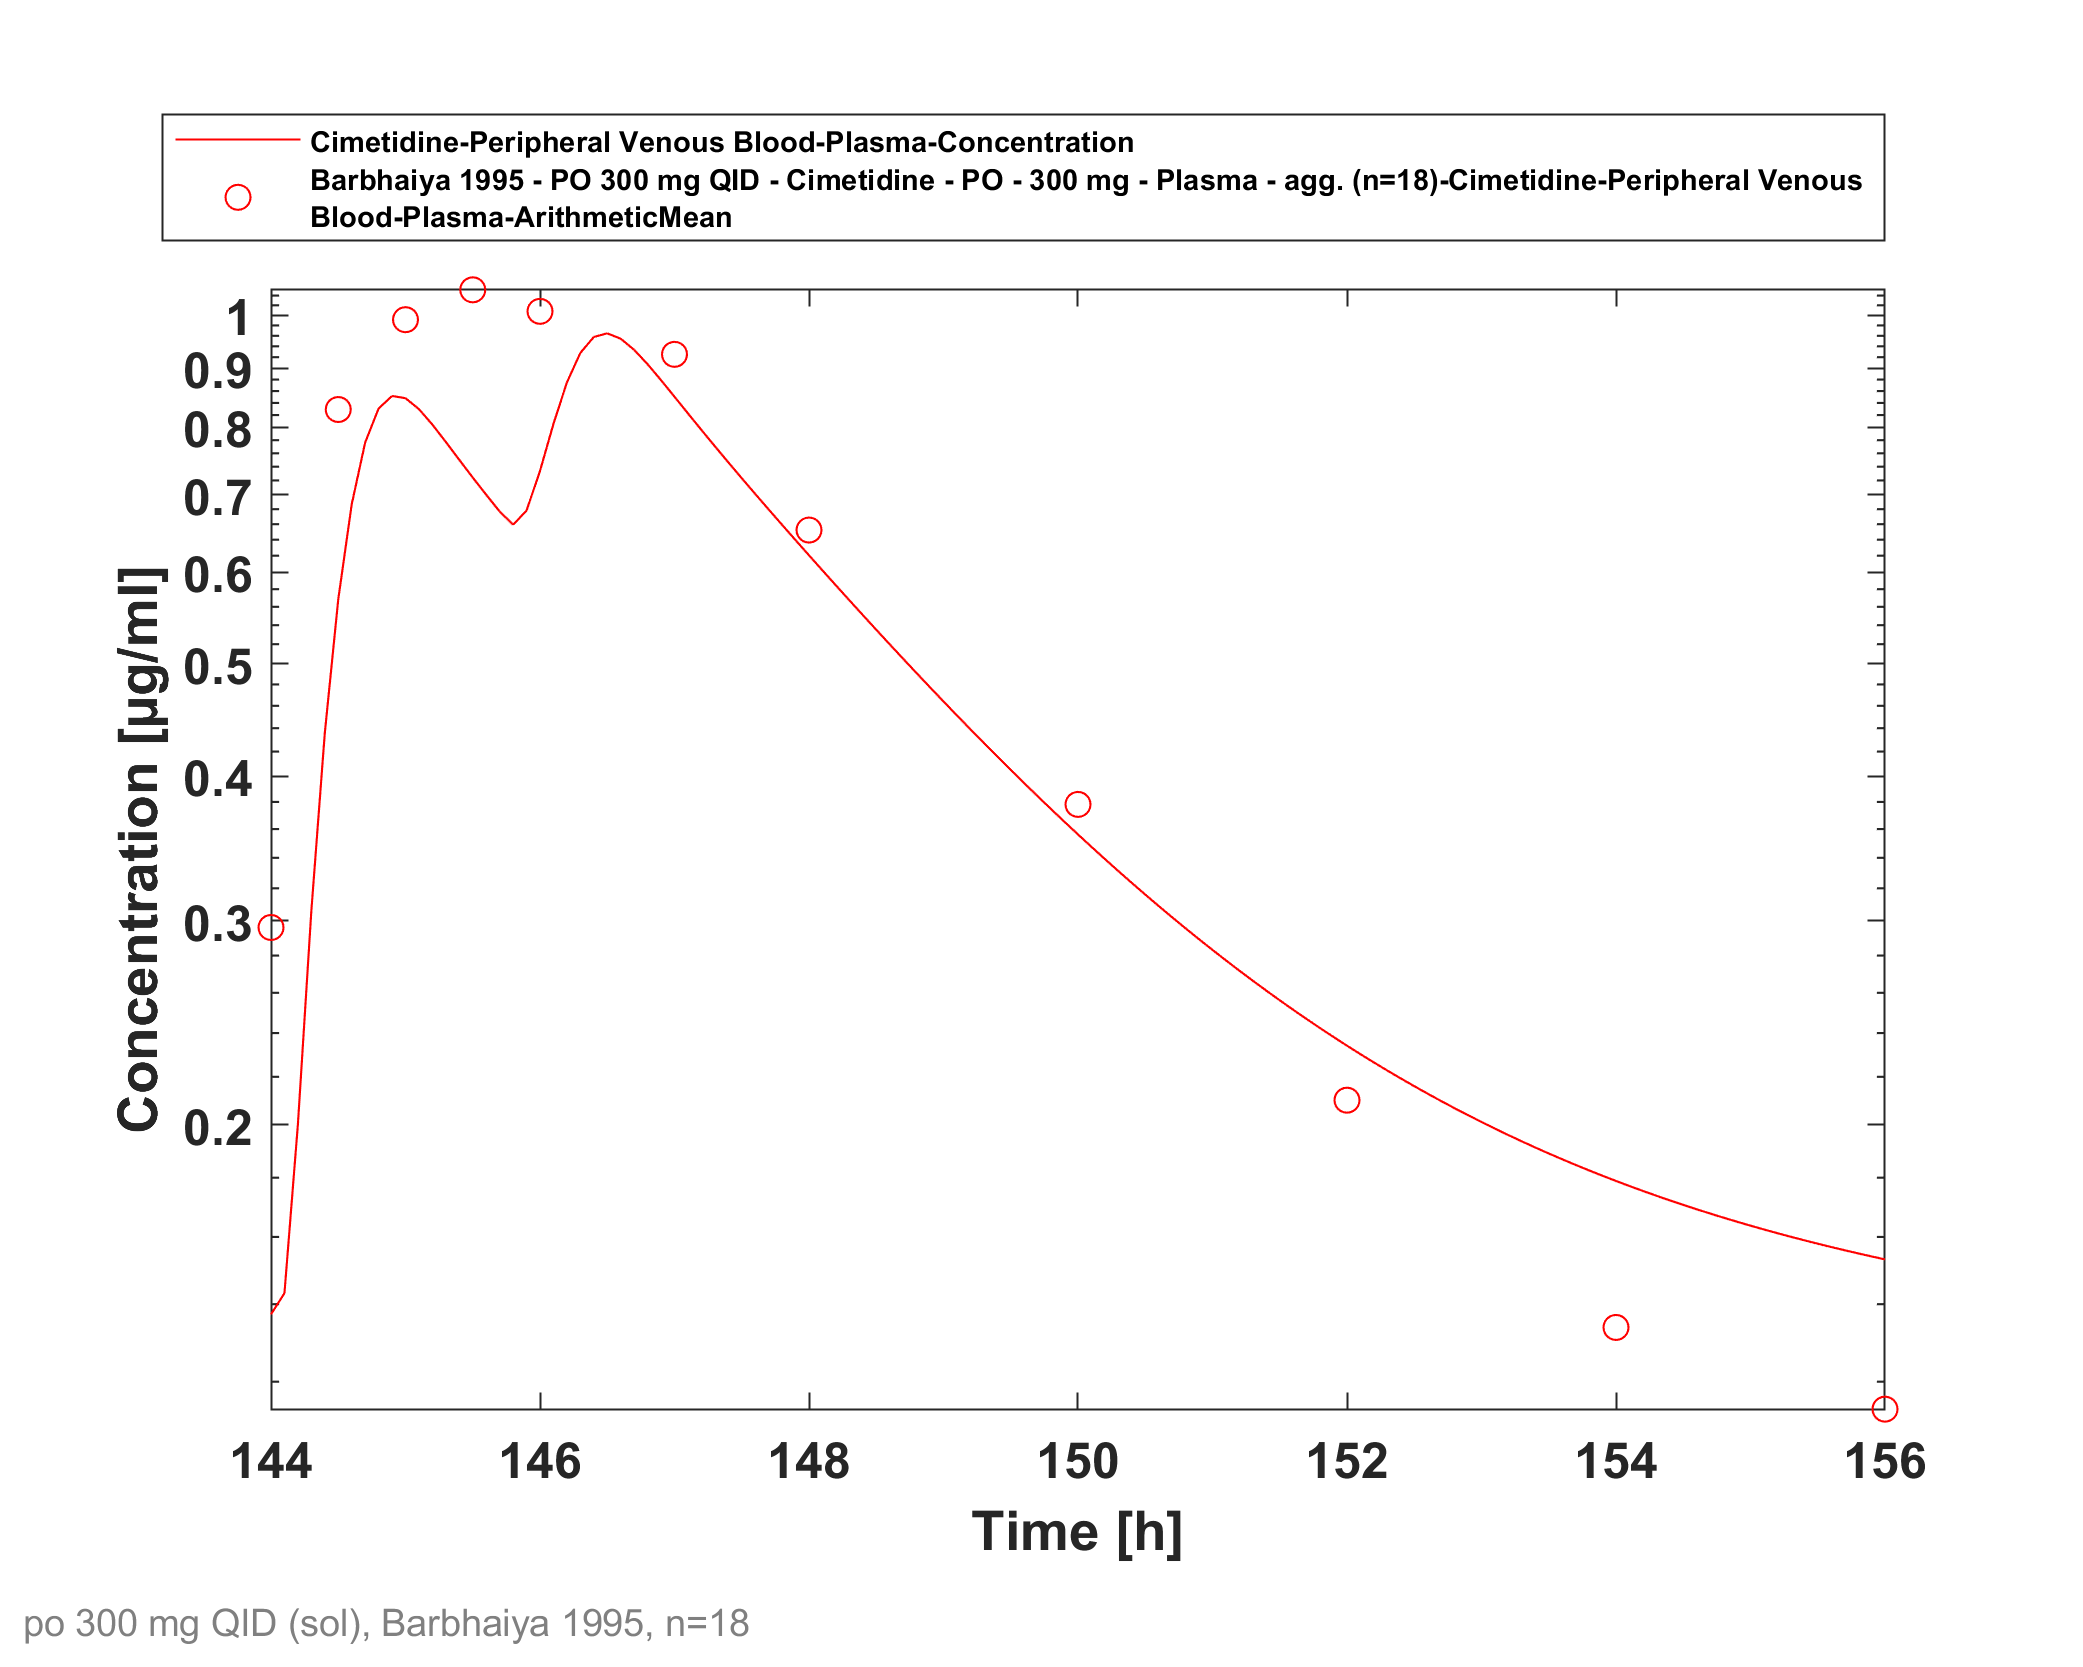 Cimetidine-Peripheral Venous Blood-Plasma-Concentration
Barbhaiya 1995 - PO 300 mg QID - Cimetidine - PO - 300 mg - Plasma - agg. (n=18)-Cimetidine-Peripheral Venous
Blood-Plasma-ArithmeticMean
1
0.9
0.8
0.7
0.6
0.5
0.4
0.3
0.2
Concentration [µg/ml]
144 146 148 150 152 154 156
Time [h]
po 300 mg QID (sol), Barbhaiya 1995, n=18